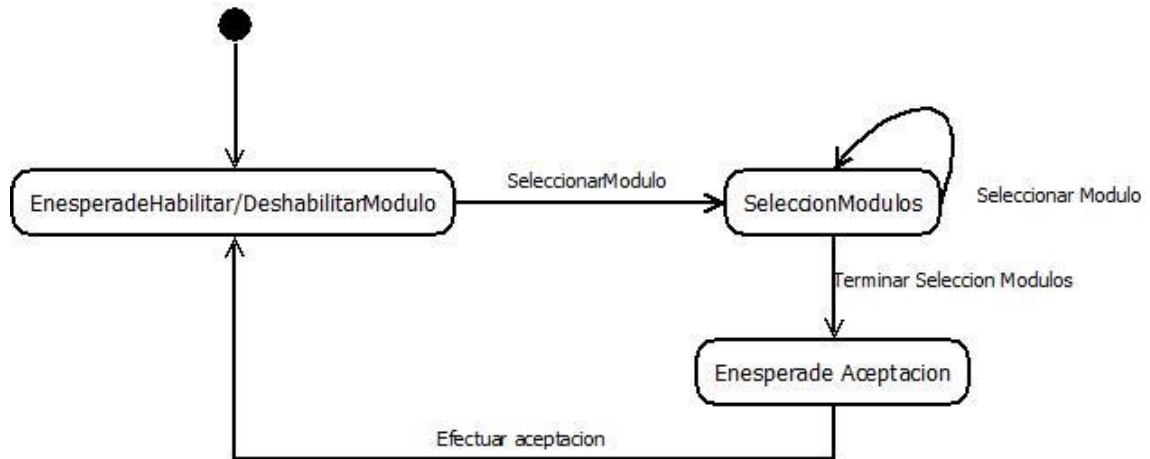 SeleccionarModulo
EnesperadeHabilitar/DeshabilitarModulo
SeleccionModulos
Seleccionar Modulo
Terminar Seleccion Modulos
Enesperade Aceptacion
Efectuar aceptacion